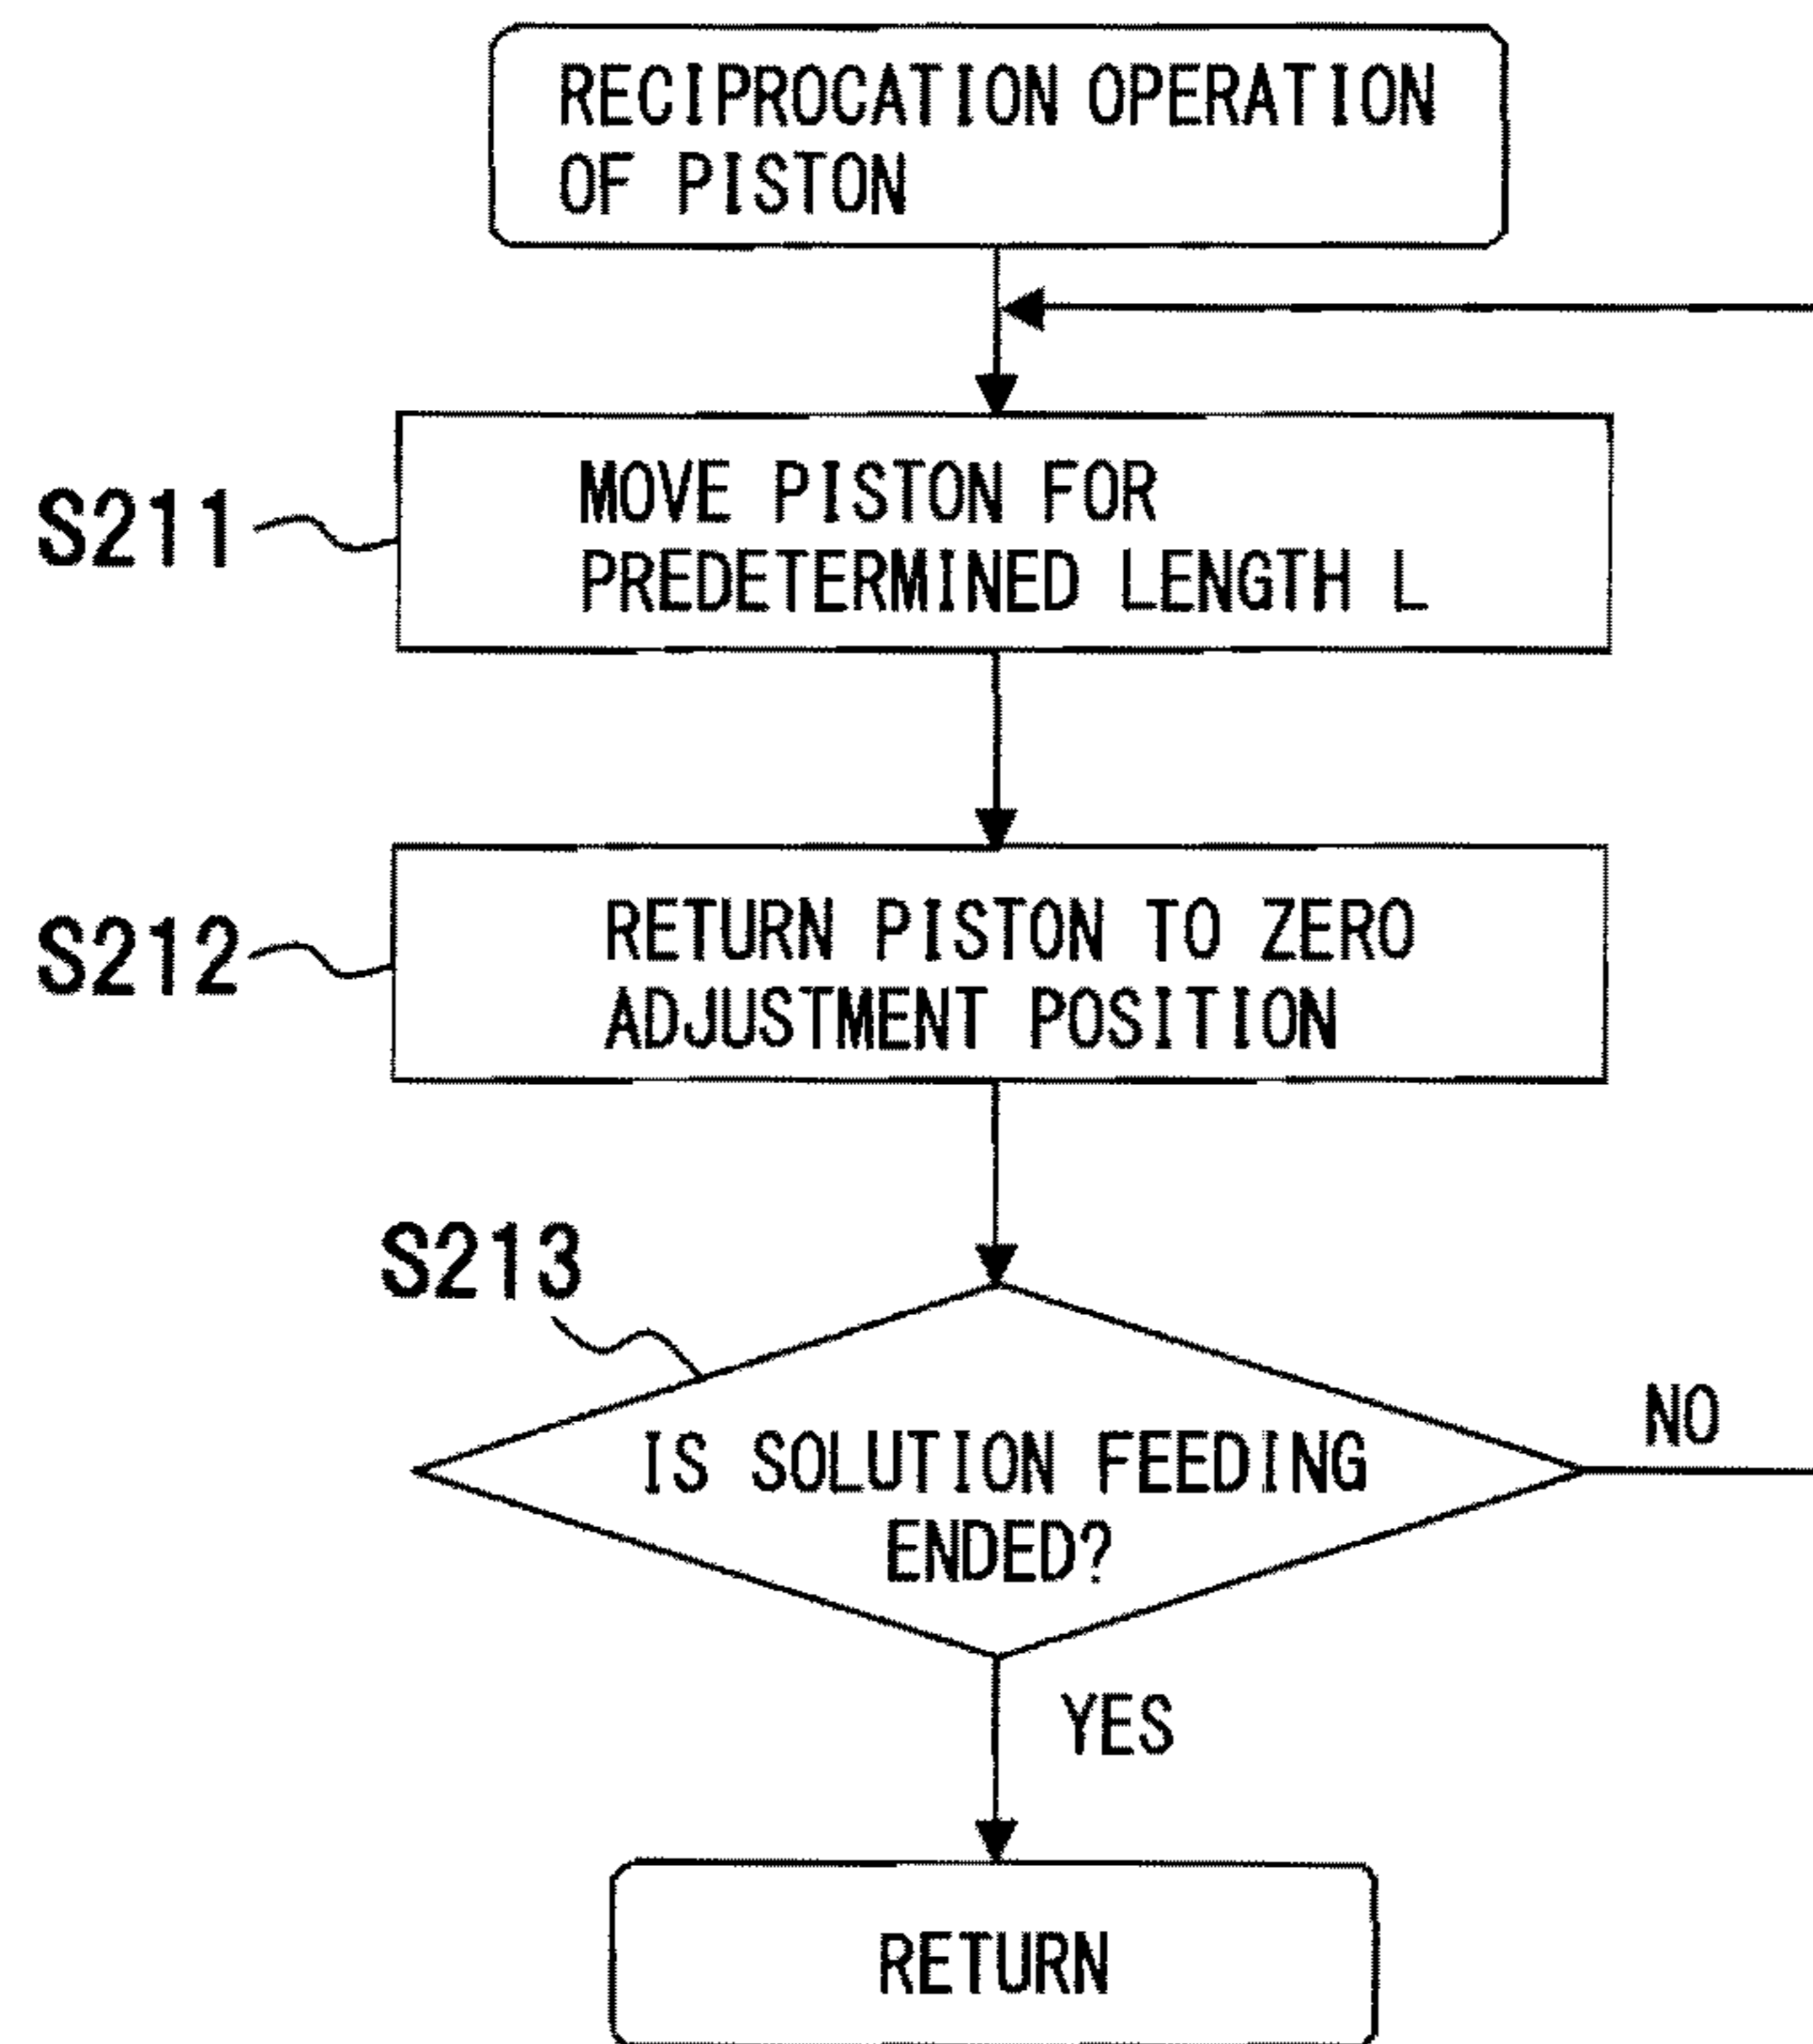 RECIPROCATION OPERATION
OF PISTON
S211
MOVE PISTON FOR
PREDETERMINED LENGTH L
S212
RETURN PISTON TO ZERO
ADJUSTMENT POSITION
S213
IS SOLUTION FEEDING
ENDED?
NO
YES
RETURN